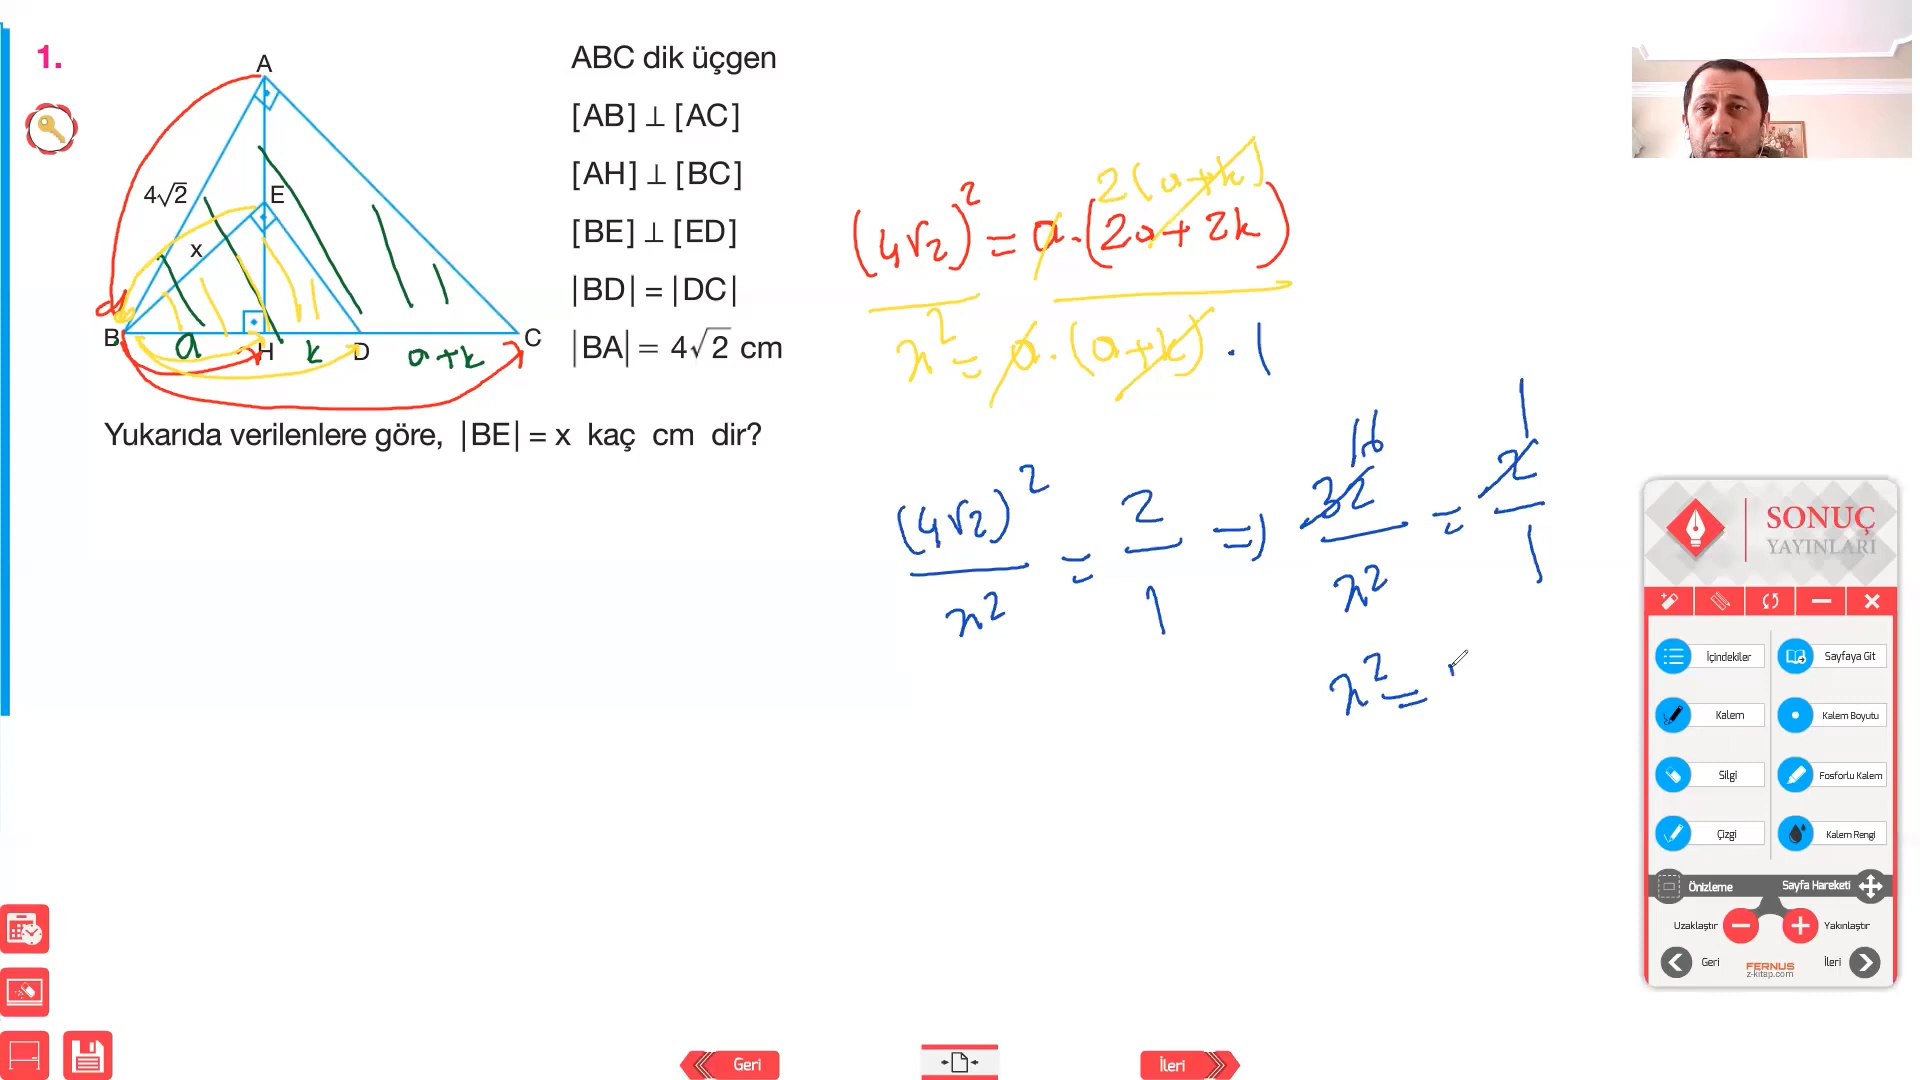 1.
ABC dik üçgen
[AB] ⊥ [AC]
[AH] ⊥ [BC]
[BE] ⊥ [ED]
|BD| = |DC|
|BA| = 4√2 cm
A
4√2
E
x
B
H
D
C
a
k
a+k
Yukarıda verilenlere göre, |BE| = x kaç cm dir?
2(a+k)
(4√2)² = a.(2a+2k)
x² = a.(a+k) . 1
(4√2)² / x² = 2 / 1 => 32 / x² = 2 / 1
16
1
x² =
SONUÇ
YAYINLARI
İçindekiler
Sayfaya Git
Kalem
Kalem Boyutu
Silgi
Fosforlu Kalem
Çizgi
Kalem Rengi
Önizleme
Sayfa Hareketi
Uzaklaştır
Yakınlaştır
Geri
FERNUS
z-kitap.com
İleri
Geri
İleri